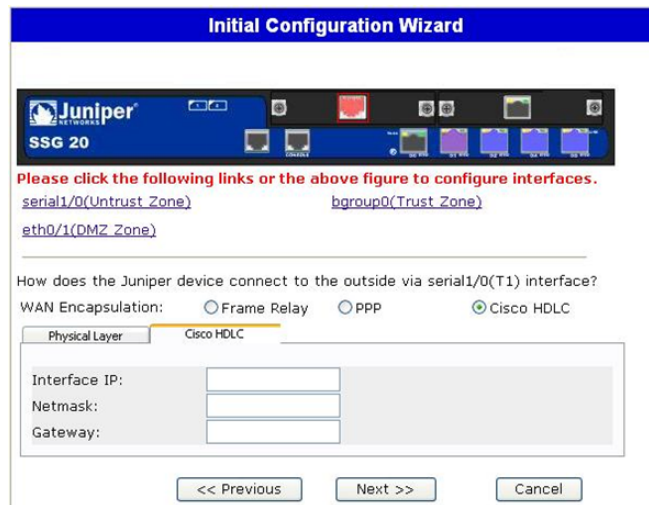 Initial Configuration Wizard
Juniper
NETWORKS
SSG 20
CONSOLE
Please click the following links or the above figure to configure interfaces.
serial1/0(Untrust Zone) bgroup0(Trust Zone)
eth0/1(DMZ Zone)
How does the Juniper device connect to the outside via serial1/0(T1) interface?
WAN Encapsulation: Frame Relay PPP Cisco HDLC
Physical Layer Cisco HDLC
Interface IP:
Netmask:
Gateway:
<< Previous Next >> Cancel